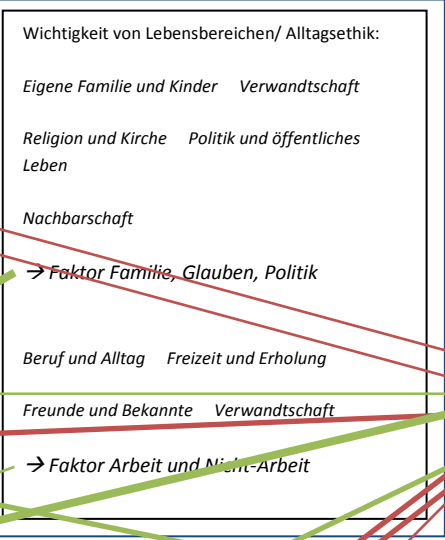 Wichtigkeit von Lebensbereichen/ Alltagsethik:
Eigene Familie und Kinder Verwandtschaft
Religion und Kirche Politik und öffentliches
Leben
Nachbarschaft
→ Faktor Familie, Glauben, Politik
Beruf und Alltag Freizeit und Erholung
Freunde und Bekannte Verwandtschaft
→ Faktor Arbeit und Nicht-Arbeit